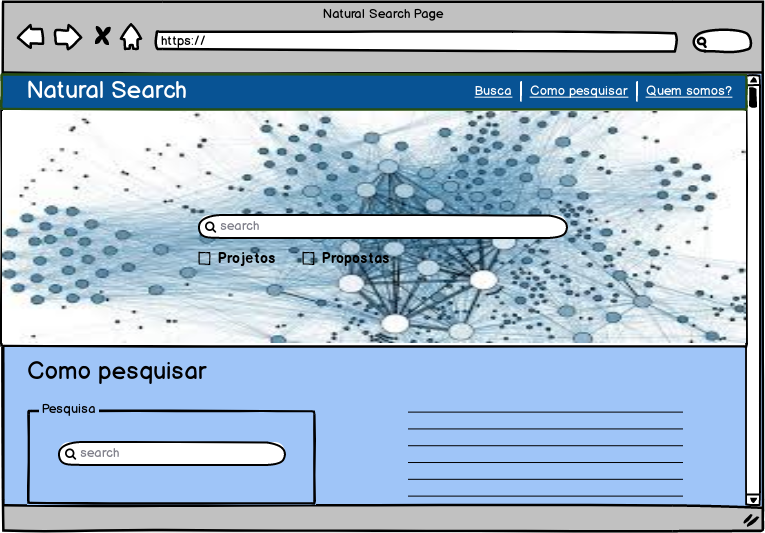 Natural Search Page
https://
Natural Search
Busca
Como pesquisar
Quem somos?
search
Projetos
Propostas
Como pesquisar
Pesquisa
search